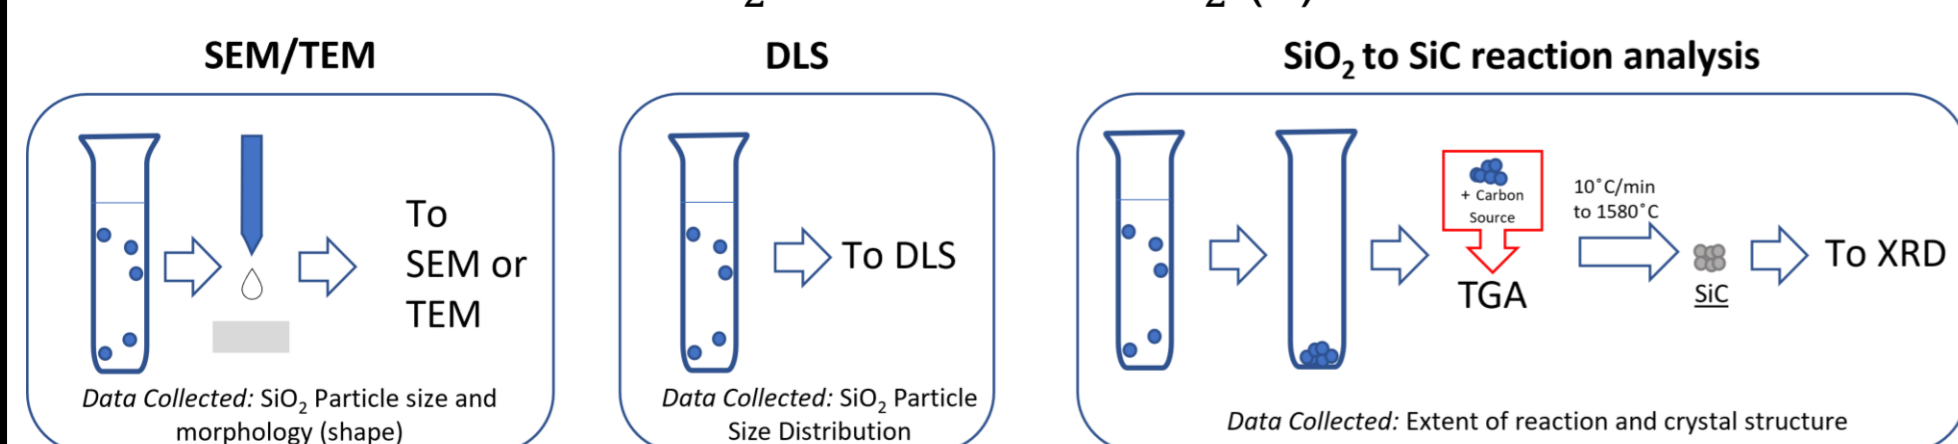 SEM/TEM
To
SEM or
TEM
Data Collected: SiO₂ Particle size and
morphology (shape)
DLS
To DLS
Data Collected: SiO₂ Particle
Size Distribution
SiO₂ to SiC reaction analysis
+ Carbon
Source
TGA
10°C/min
to 1580°C
SiC
To XRD
Data Collected: Extent of reaction and crystal structure